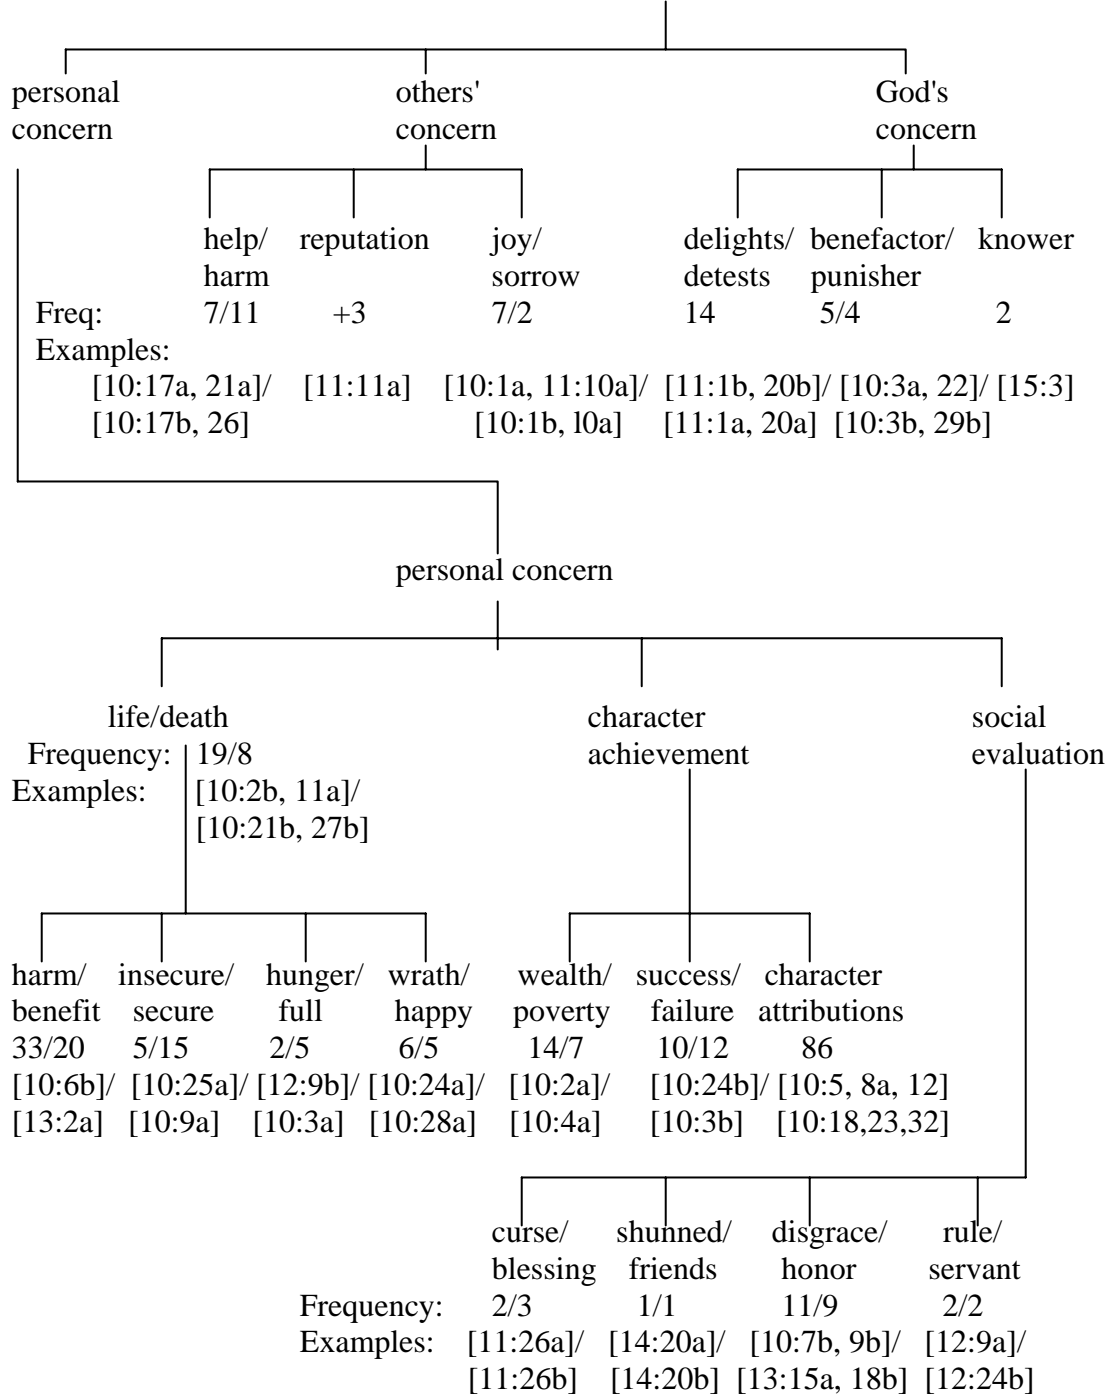 personal others' God's
concern concern concern
help/ reputation joy/ delights/ benefactor/ knower
harm sorrow detests punisher
Freq: 7/11 +3 7/2 14 5/4 2
Examples:
[10:17a, 21a]/ [11:11a] [10:1a, 11:10a]/ [11:1b, 20b]/ [10:3a, 22]/ [15:3]
[10:17b, 26] [10:1b, l0a] [11:1a, 20a] [10:3b, 29b]
personal concern
life/death character social
Frequency: 19/8 achievement evaluation
Examples: [10:2b, 11a]/
[10:21b, 27b]
harm/ insecure/ hunger/ wrath/ wealth/ success/ character
benefit secure full happy poverty failure attributions
33/20 5/15 2/5 6/5 14/7 10/12 86
[10:6b]/ [10:25a]/ [12:9b]/ [10:24a]/ [10:2a]/ [10:24b]/ [10:5, 8a, 12]
[13:2a] [10:9a] [10:3a] [10:28a] [10:4a] [10:3b] [10:18,23,32]
curse/ shunned/ disgrace/ rule/
blessing friends honor servant
Frequency: 2/3 1/1 11/9 2/2
Examples: [11:26a]/ [14:20a]/ [10:7b, 9b]/ [12:9a]/
[11:26b] [14:20b] [13:15a, 18b] [12:24b]